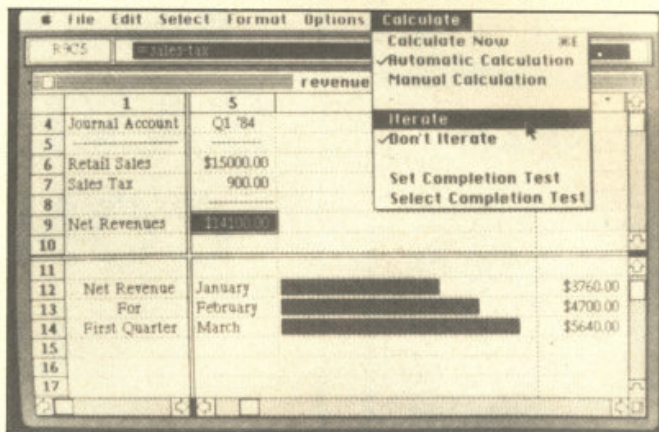 File Edit Select Format Options Calculate
R9C5 =sales-tax
Calculate Now ⌘E
✓Automatic Calculation
Manual Calculation
Iterate
✓Don't Iterate
Set Completion Test
Select Completion Test
revenue
1 5
4 Journal Account Q1 '84
5
6 Retail Sales $15000.00
7 Sales Tax 900.00
8
9 Net Revenues $14100.00
10
11
12 Net Revenue January $3760.00
13 For February $4700.00
14 First Quarter March $5640.00
15
16
17